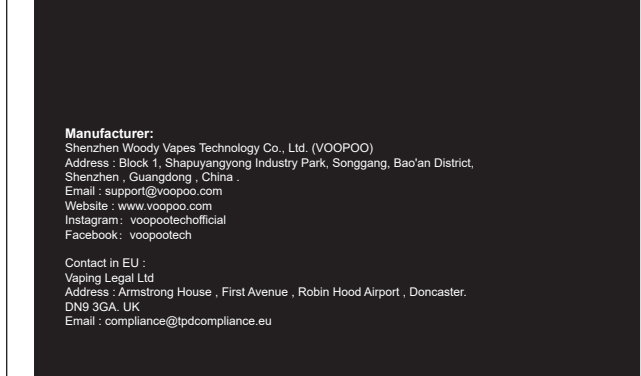 Manufacturer:
Shenzhen Woody Vapes Technology Co., Ltd. (VOOPOO)
Address : Block 1, Shapuyangyong Industry Park, Songgang, Bao'an District,
Shenzhen , Guangdong , China .
Email : support@voopoo.com
Website : www.voopoo.com
Instagram： voopootechofficial
Facebook： voopootech

Contact in EU :
Vaping Legal Ltd
Address : Armstrong House , First Avenue , Robin Hood Airport , Doncaster.
DN9 3GA. UK
Email : compliance@tpdcompliance.eu